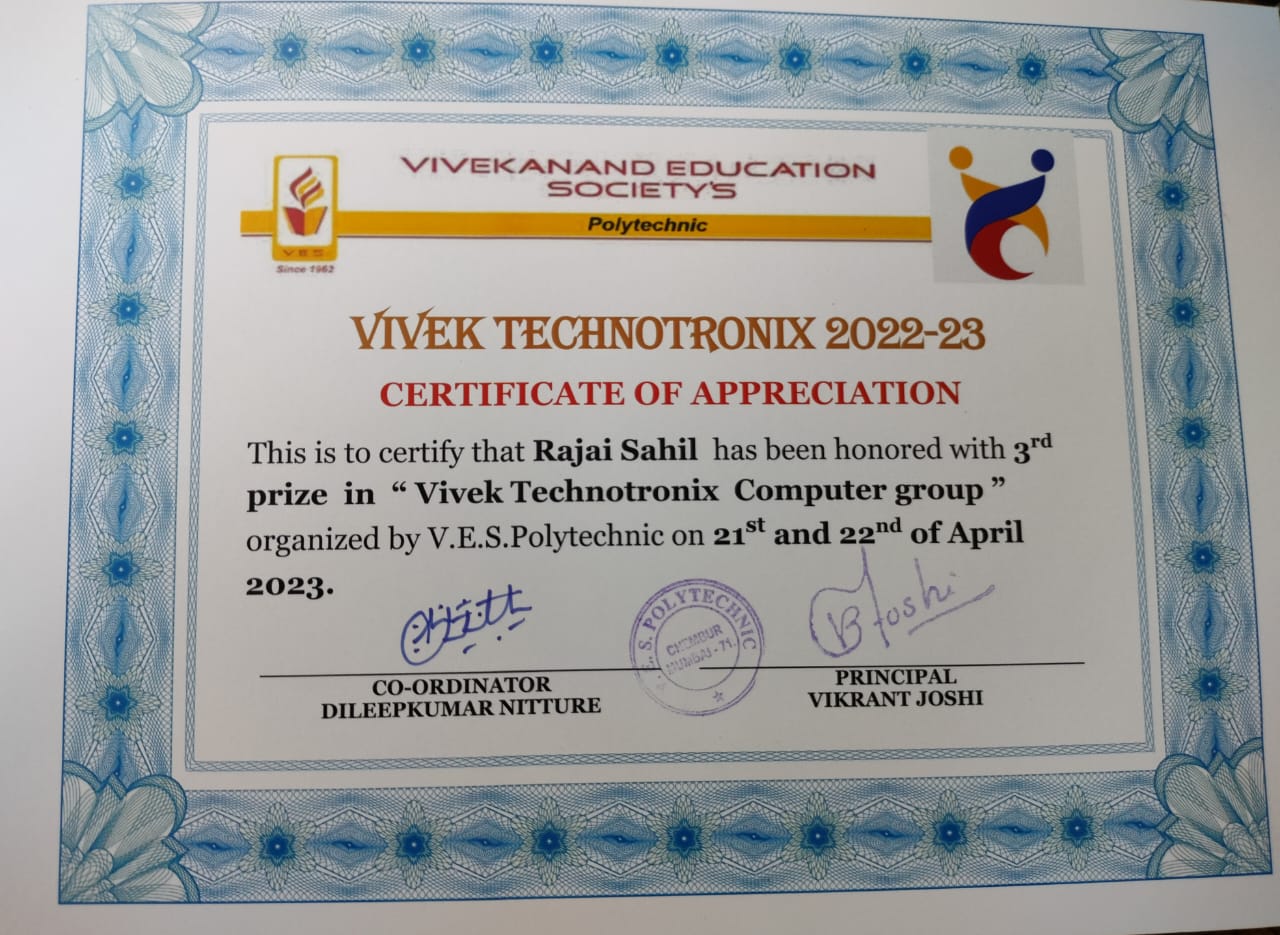 VIVEKANAND EDUCATION
SOCIETY'S
Polytechnic
VES
Since 1962
VIVEK TECHNOTRONIX 2022-23
CERTIFICATE OF APPRECIATION
This is to certify that Rajai Sahil has been honored with 3rd
prize in “ Vivek Technotronix Computer group ”
organized by V.E.S.Polytechnic on 21st and 22nd of April
2023.
V. E. S. POLYTECHNIC
CHEMBUR
MUMBAI - 71.
BJoshi
CO-ORDINATOR
DILEEPKUMAR NITTURE
PRINCIPAL
VIKRANT JOSHI